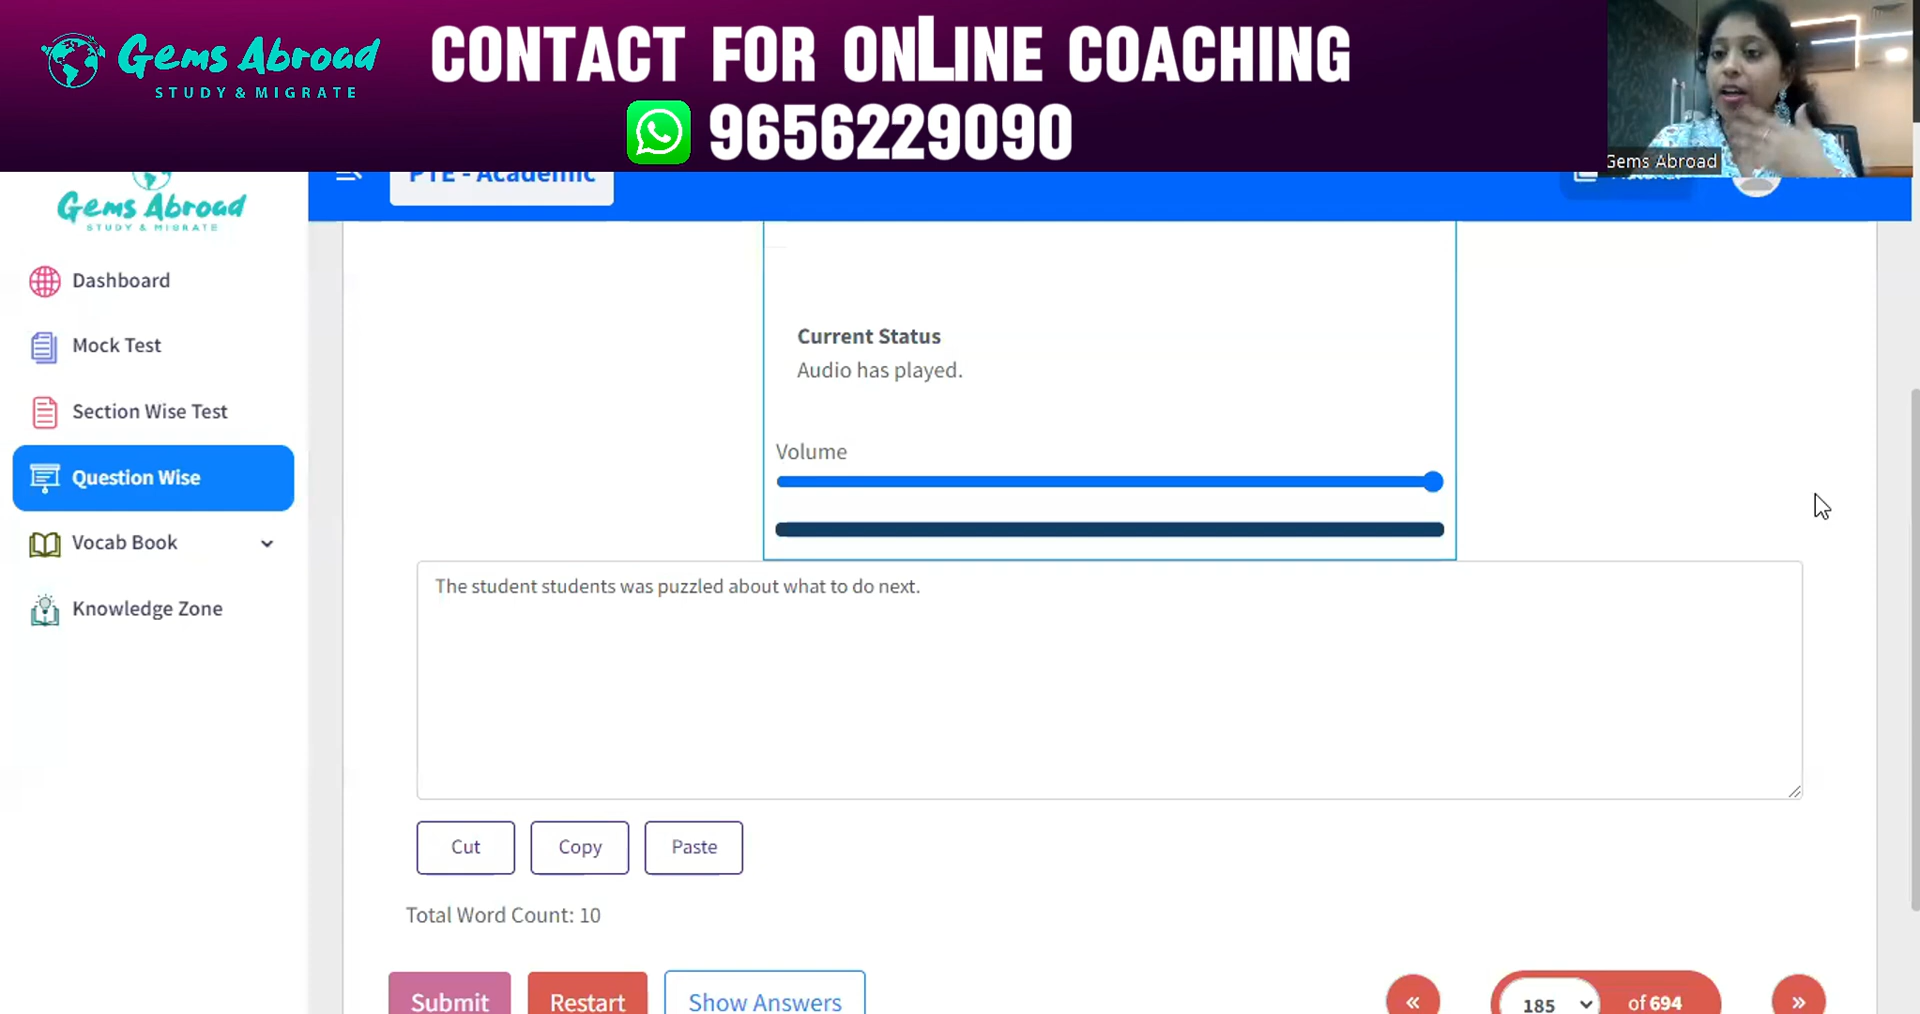 Gems Abroad
STUDY & MIGRATE
CONTACT FOR ONLINE COACHING
9656229090
Gems Abroad
Gems Abroad
STUDY & MIGRATE
PTE - Academic
Dashboard
Mock Test
Section Wise Test
Question Wise
Vocab Book
Knowledge Zone
Current Status
Audio has played.
Volume
The student students was puzzled about what to do next.
Cut
Copy
Paste
Total Word Count: 10
Submit
Restart
Show Answers
«
185
of 694
»